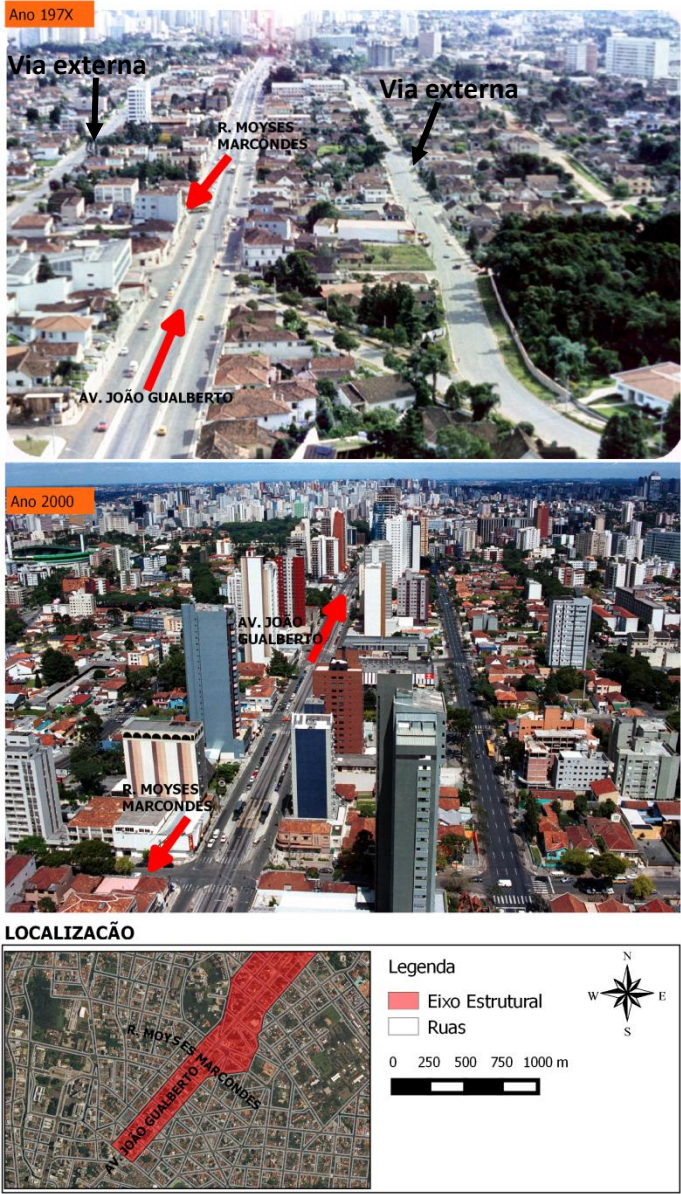 Ano 197X
Via externa
Via externa
R. MOYSES
MARCONDES
AV. JOÃO GUALBERTO
Ano 2000
AV. JOÃO
GUALBERTO
R. MOYSES
MARCONDES
LOCALIZACÃO
R. MOYSES MARCONDES
AV. JOÃO GUALBERTO
Legenda
Eixo Estrutural
Ruas
N
W E
S
0 250 500 750 1000 m